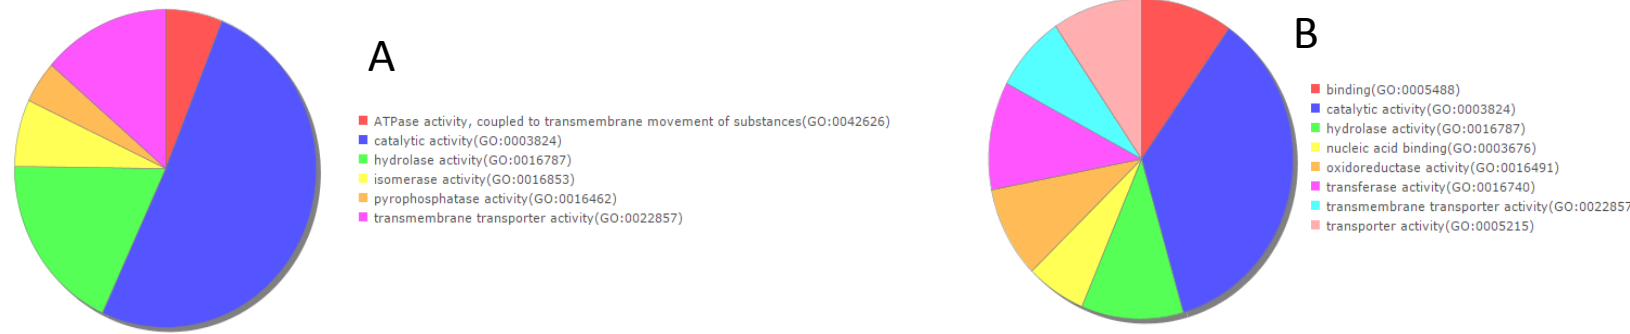 A
ATPase activity, coupled to transmembrane movement of substances(GO:0042626)
catalytic activity(GO:0003824)
hydrolase activity(GO:0016787)
isomerase activity(GO:0016853)
pyrophosphatase activity(GO:0016462)
transmembrane transporter activity(GO:0022857)
B
binding(GO:0005488)
catalytic activity(GO:0003824)
hydrolase activity(GO:0016787)
nucleic acid binding(GO:0003676)
oxidoreductase activity(GO:0016491)
transferase activity(GO:0016740)
transmembrane transporter activity(GO:0022857
transporter activity(GO:0005215)